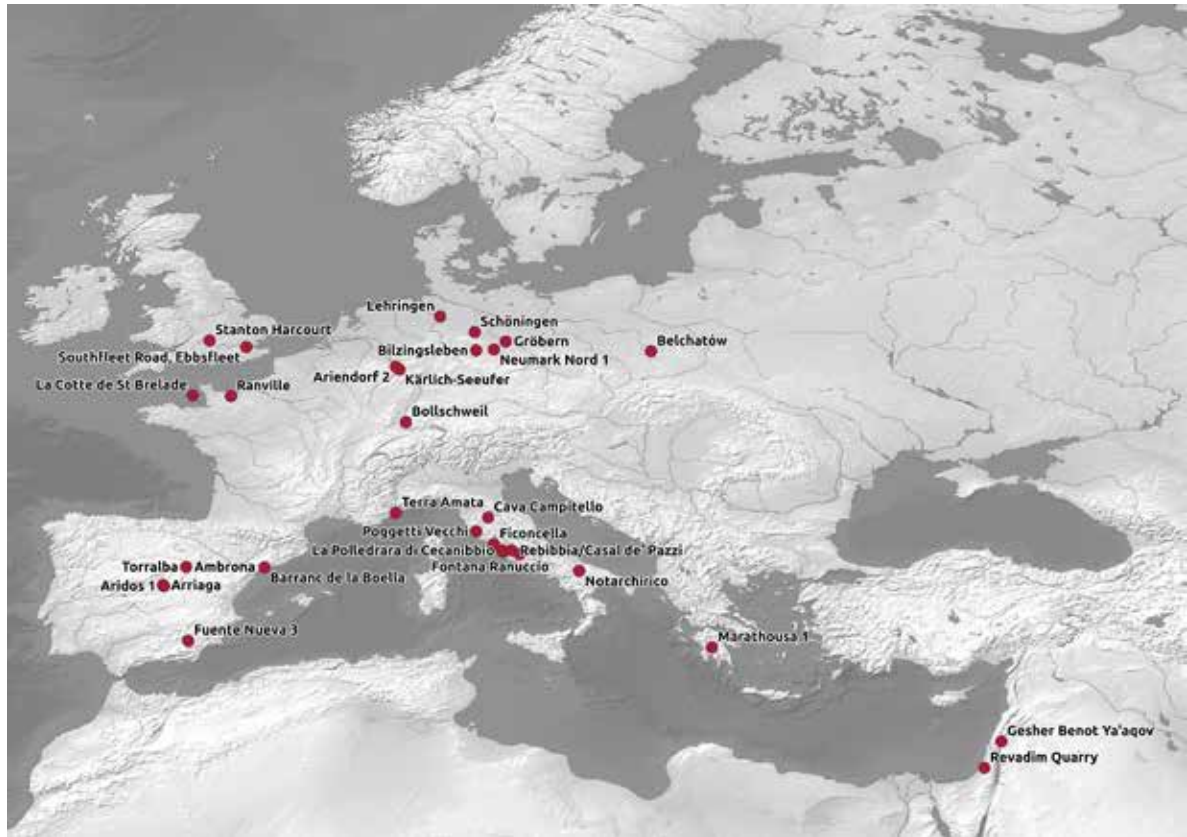 Lehringen
Schöningen
Stanton Harcourt
Gröbern
Southfleet Road, Ebbsfleet
Bilzingsleben
Neumark Nord 1
Belchatów
Ariendorf 2
Kärlich-Seeufer
La Cotte de St Brelade
Ranville
Bollschweil
Terra Amata
Cava Campitello
Poggetti Vecchi
Ficoncella
La Polledrara di Cecanibbio
Rebibbia/Casal de' Pazzi
Fontana Ranuccio
Torralba
Ambrona
Barranc de la Boella
Notarchirico
Aridos 1
Arriaga
Fuente Nueva 3
Marathousa 1
Gesher Benot Ya'aqov
Revadim Quarry